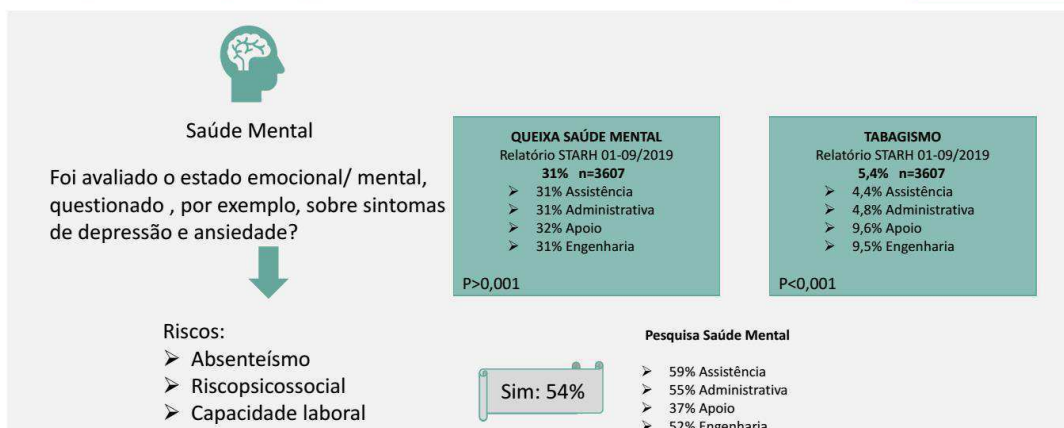 Saúde Mental
Foi avaliado o estado emocional/ mental,
questionado , por exemplo, sobre sintomas
de depressão e ansiedade?
Riscos:
➢ Absenteísmo
➢ Riscopsicossocial
➢ Capacidade laboral
QUEIXA SAÚDE MENTAL
Relatório STARH 01-09/2019
31% n=3607
➢ 31% Assistência
➢ 31% Administrativa
➢ 32% Apoio
➢ 31% Engenharia
P>0,001
TABAGISMO
Relatório STARH 01-09/2019
5,4% n=3607
➢ 4,4% Assistência
➢ 4,8% Administrativa
➢ 9,6% Apoio
➢ 9,5% Engenharia
P<0,001
Sim: 54%
Pesquisa Saúde Mental
➢ 59% Assistência
➢ 55% Administrativa
➢ 37% Apoio
➢ 52% Engenharia